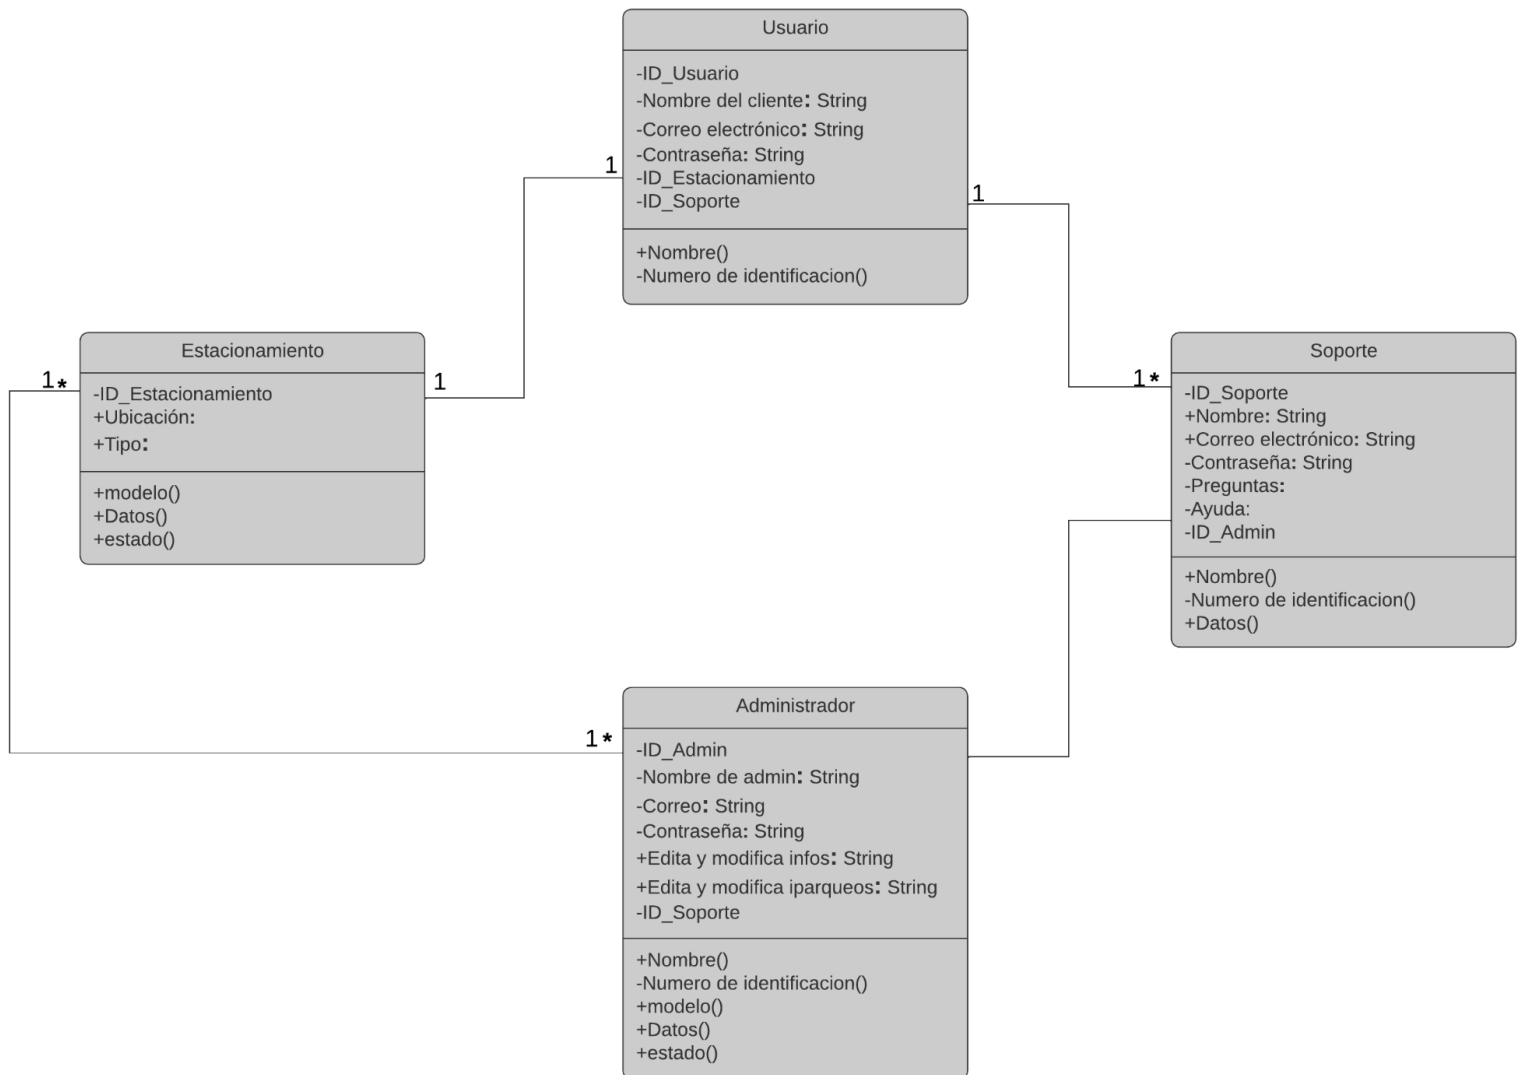 Usuario
-ID_Usuario
-Nombre del cliente: String
-Correo electrónico: String
-Contraseña: String
-ID_Estacionamiento
-ID_Soporte
+Nombre()
-Numero de identificacion()
1
1
Estacionamiento
-ID_Estacionamiento
+Ubicación:
+Tipo:
+modelo()
+Datos()
+estado()
1*
1
Soporte
-ID_Soporte
+Nombre: String
+Correo electrónico: String
-Contraseña: String
-Preguntas:
-Ayuda:
-ID_Admin
+Nombre()
-Numero de identificacion()
+Datos()
1*
Administrador
-ID_Admin
-Nombre de admin: String
-Correo: String
-Contraseña: String
+Edita y modifica infos: String
+Edita y modifica iparqueos: String
-ID_Soporte
+Nombre()
-Numero de identificacion()
+modelo()
+Datos()
+estado()
1*